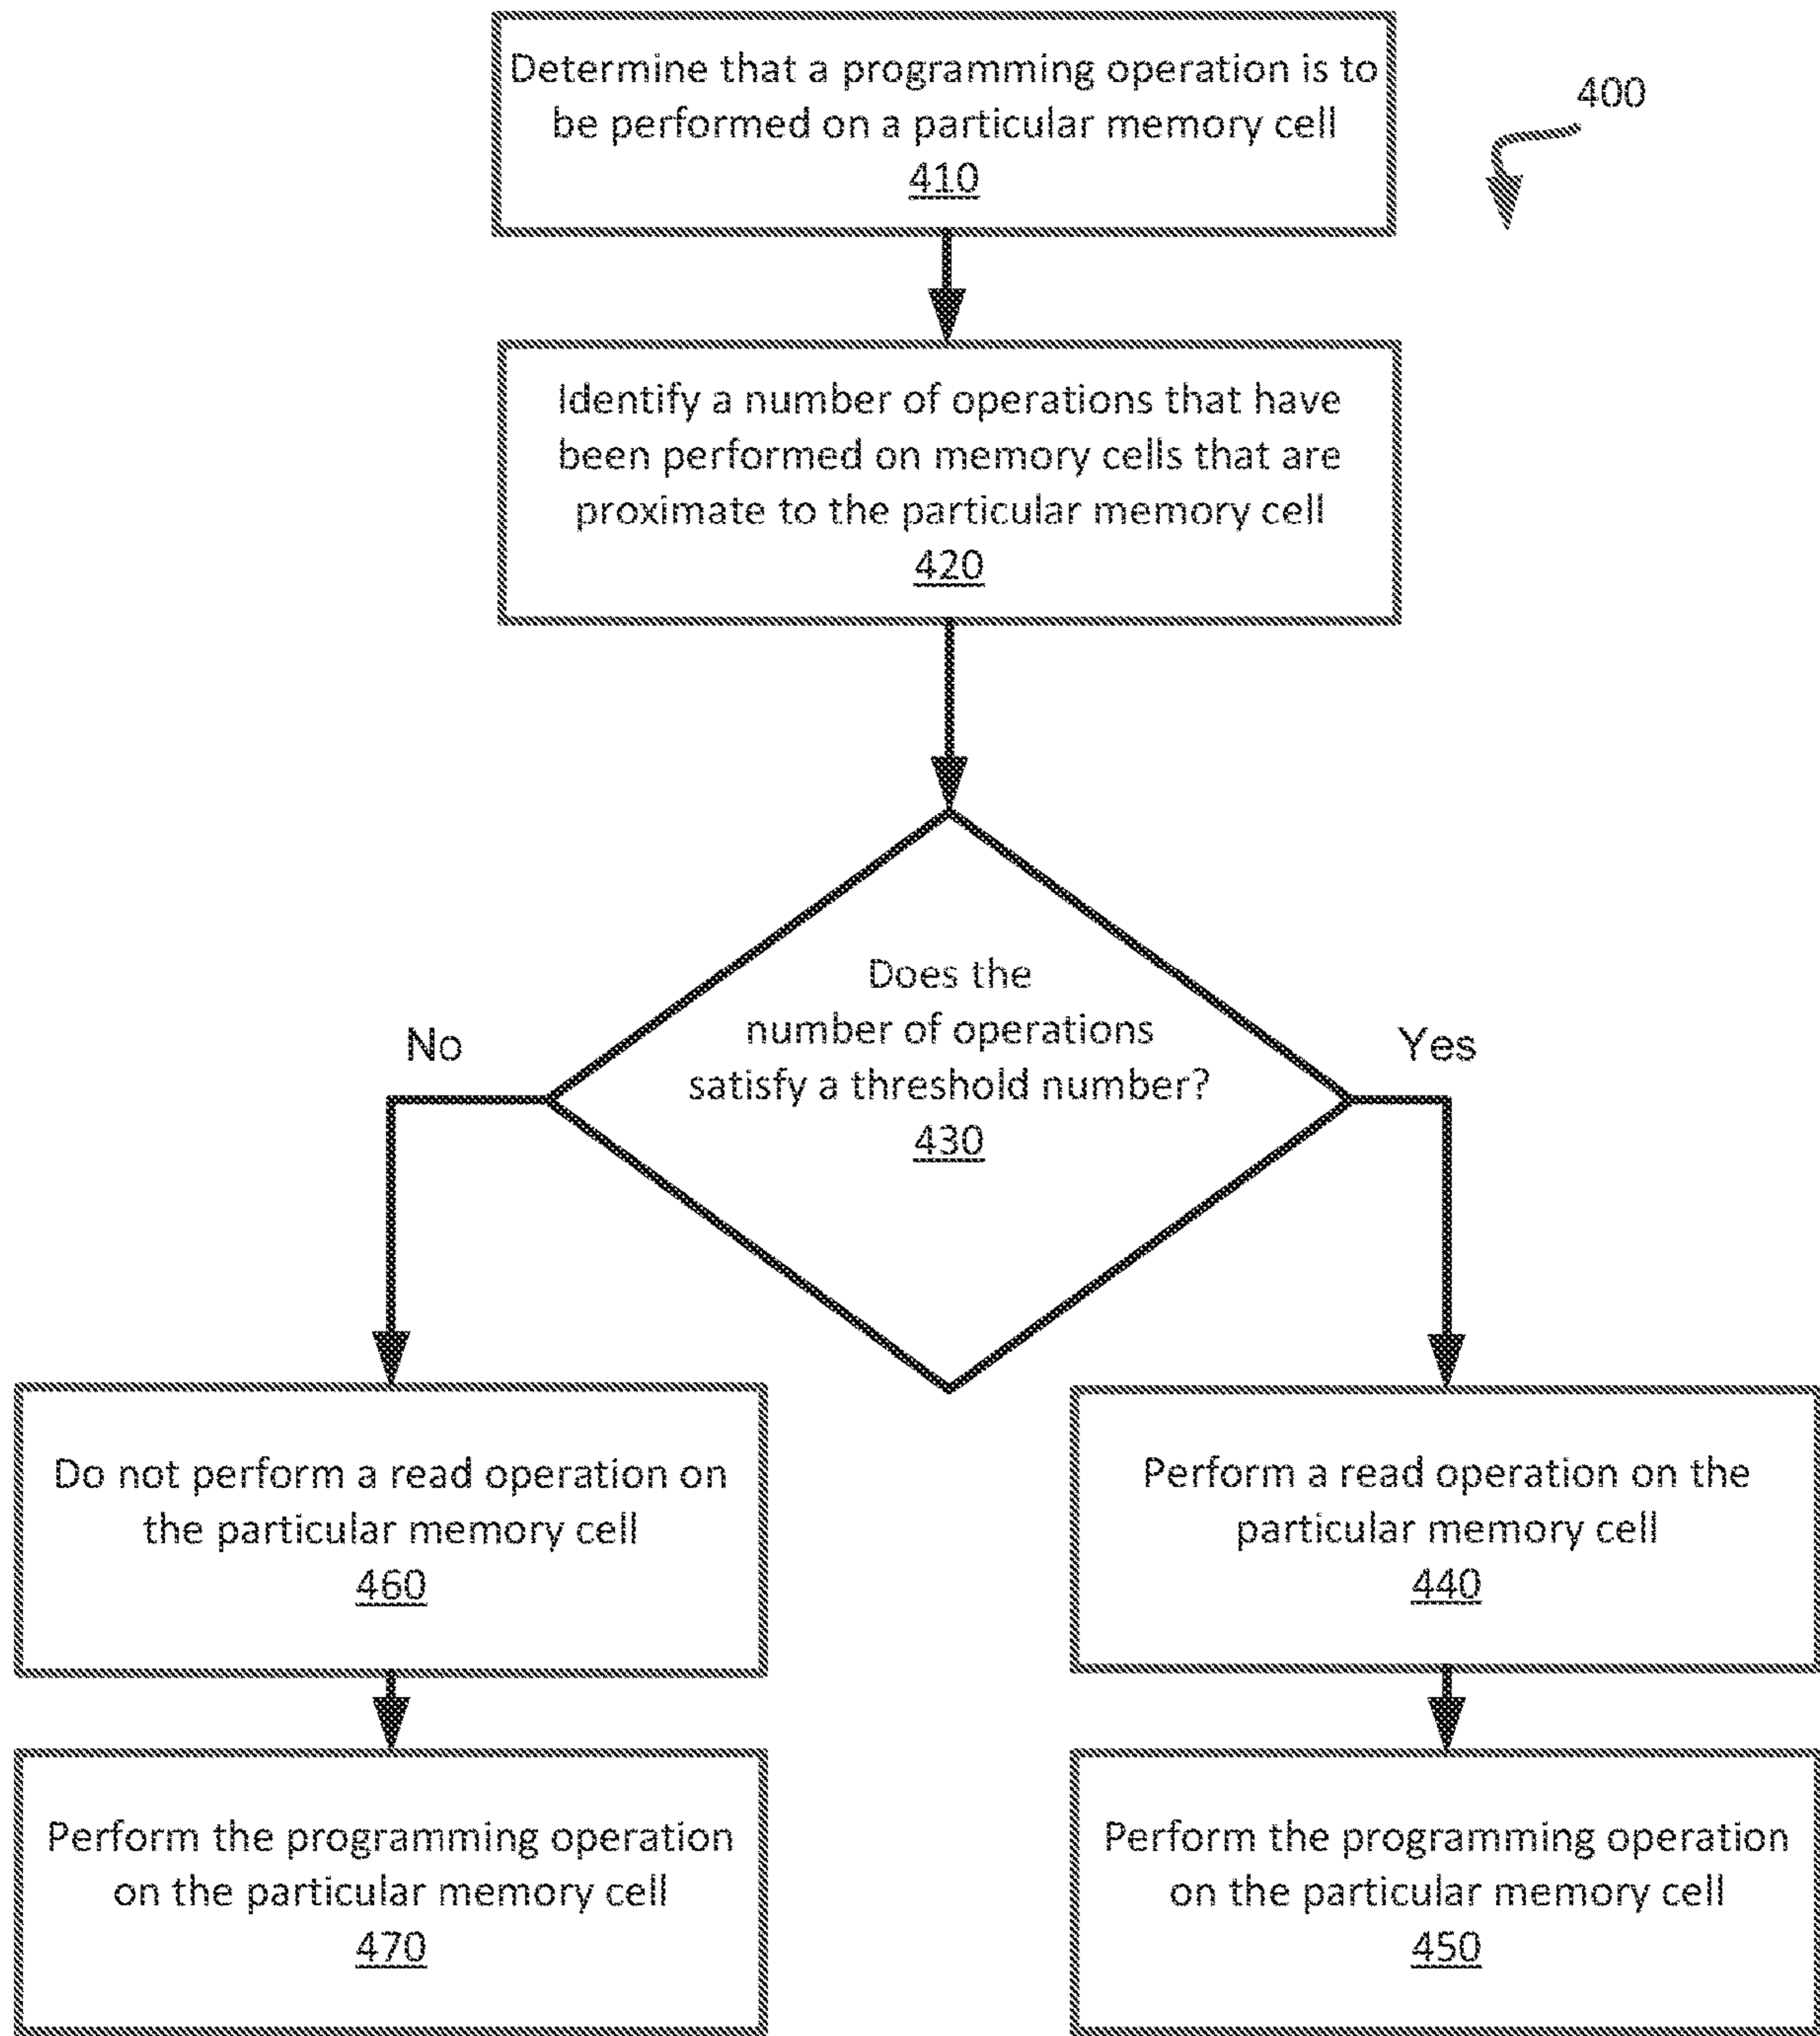 Determine that a programming operation is to
be performed on a particular memory cell
410
400
Identify a number of operations that have
been performed on memory cells that are
proximate to the particular memory cell
420
Does the
number of operations
satisfy a threshold number?
430
No
Yes
Do not perform a read operation on
the particular memory cell
460
Perform a read operation on the
particular memory cell
440
Perform the programming operation
on the particular memory cell
470
Perform the programming operation
on the particular memory cell
450